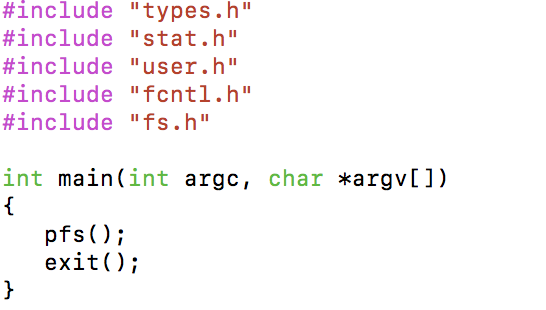 #include "types.h"
#include "stat.h"
#include "user.h"
#include "fcntl.h"
#include "fs.h"

int main(int argc, char *argv[])
{
   pfs();
   exit();
}